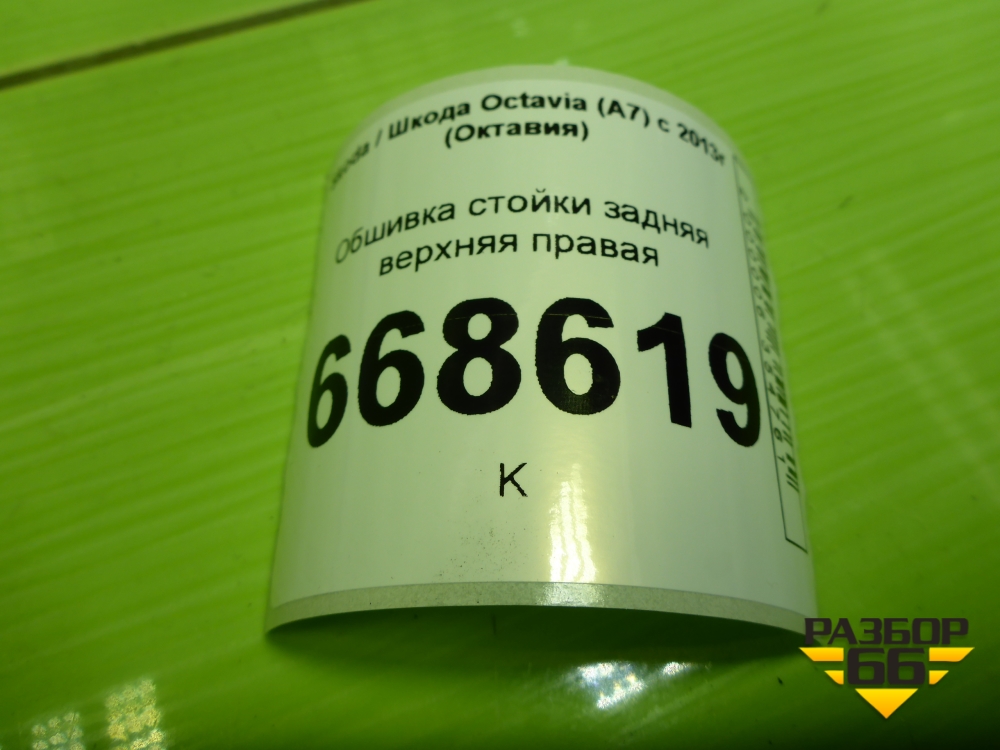 / Шкода Octavia (A7) с 2013г
(Октавия)
Обшивка стойки задняя
верхняя правая
668619
К
РАЗБОР
66